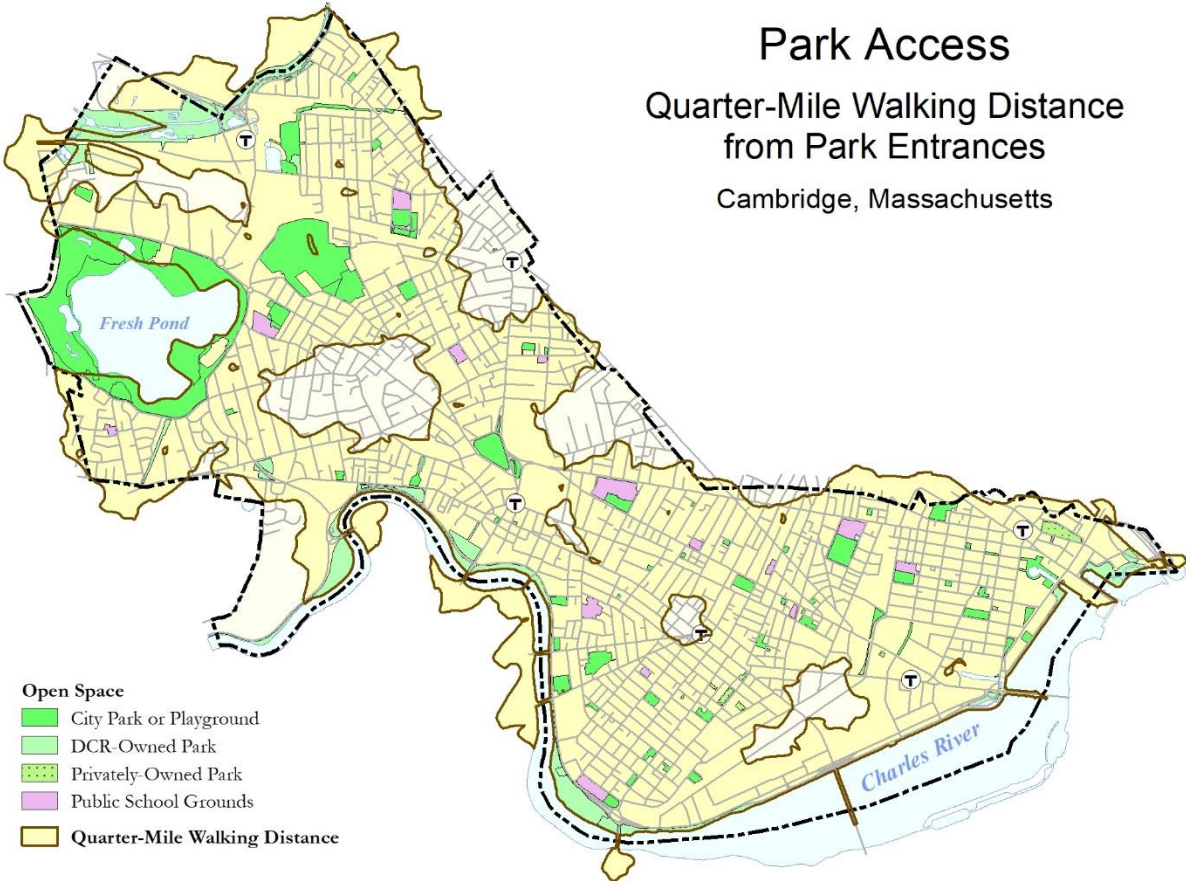 Park Access
Quarter-Mile Walking Distance
from Park Entrances
Cambridge, Massachusetts
T
T
Fresh Pond
T
T
T
T
Charles River
Open Space
City Park or Playground
DCR-Owned Park
Privately-Owned Park
Public School Grounds
Quarter-Mile Walking Distance